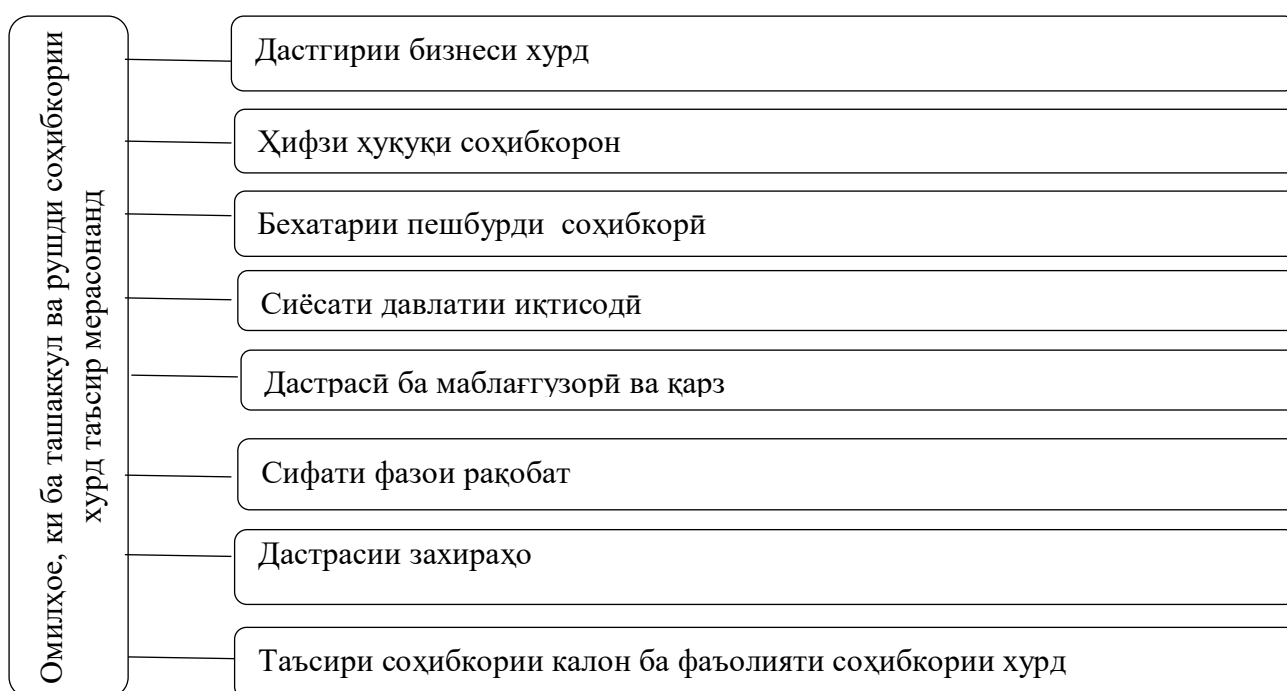 Омилҳое, ки ба ташаккул ва рушди соҳибкории
хурд таъсир мерасонанд
Дастгирии бизнеси хурд
Ҳифзи ҳуқуқи соҳибкорон
Бехатарии пешбурди соҳибкорӣ
Сиёсати давлатии иқтисодӣ
Дастрасӣ ба маблағгузорӣ ва қарз
Сифати фазои рақобат
Дастрасии захираҳо
Таъсири соҳибкории калон ба фаъолияти соҳибкории хурд